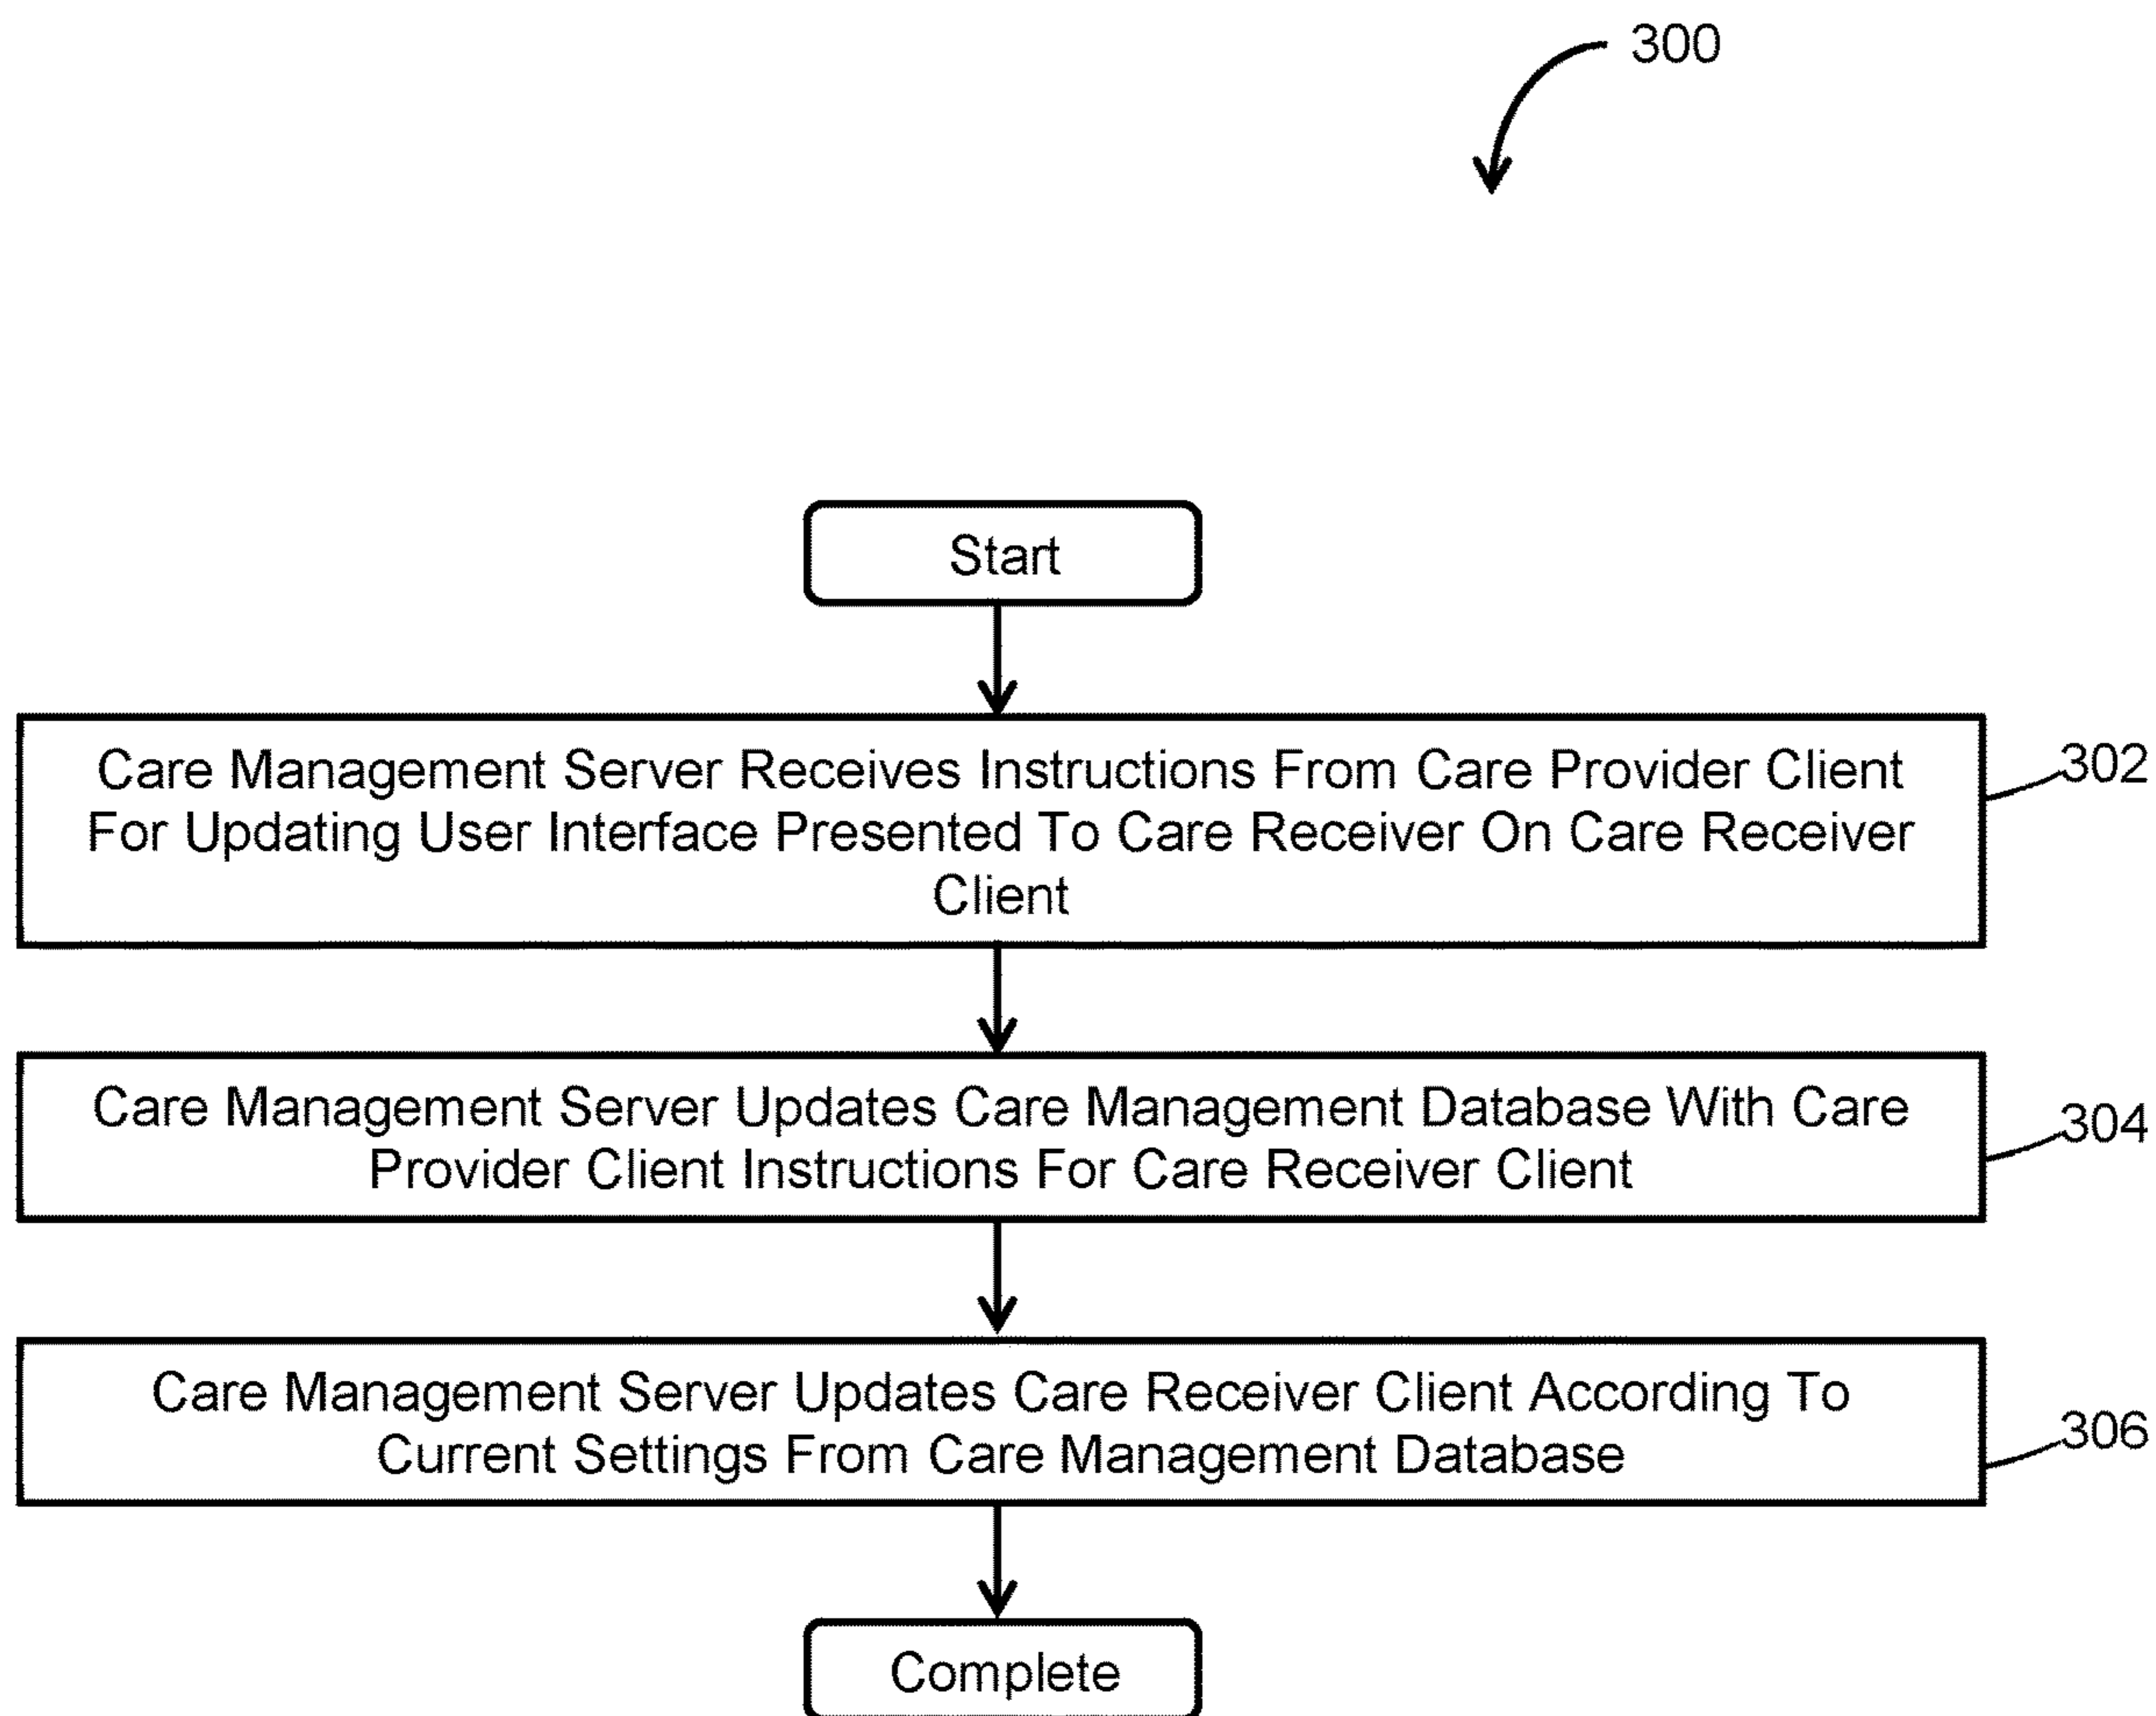 300
Start
Care Management Server Receives Instructions From Care Provider Client
For Updating User Interface Presented To Care Receiver On Care Receiver
Client
302
Care Management Server Updates Care Management Database With Care
Provider Client Instructions For Care Receiver Client
304
Care Management Server Updates Care Receiver Client According To
Current Settings From Care Management Database
306
Complete